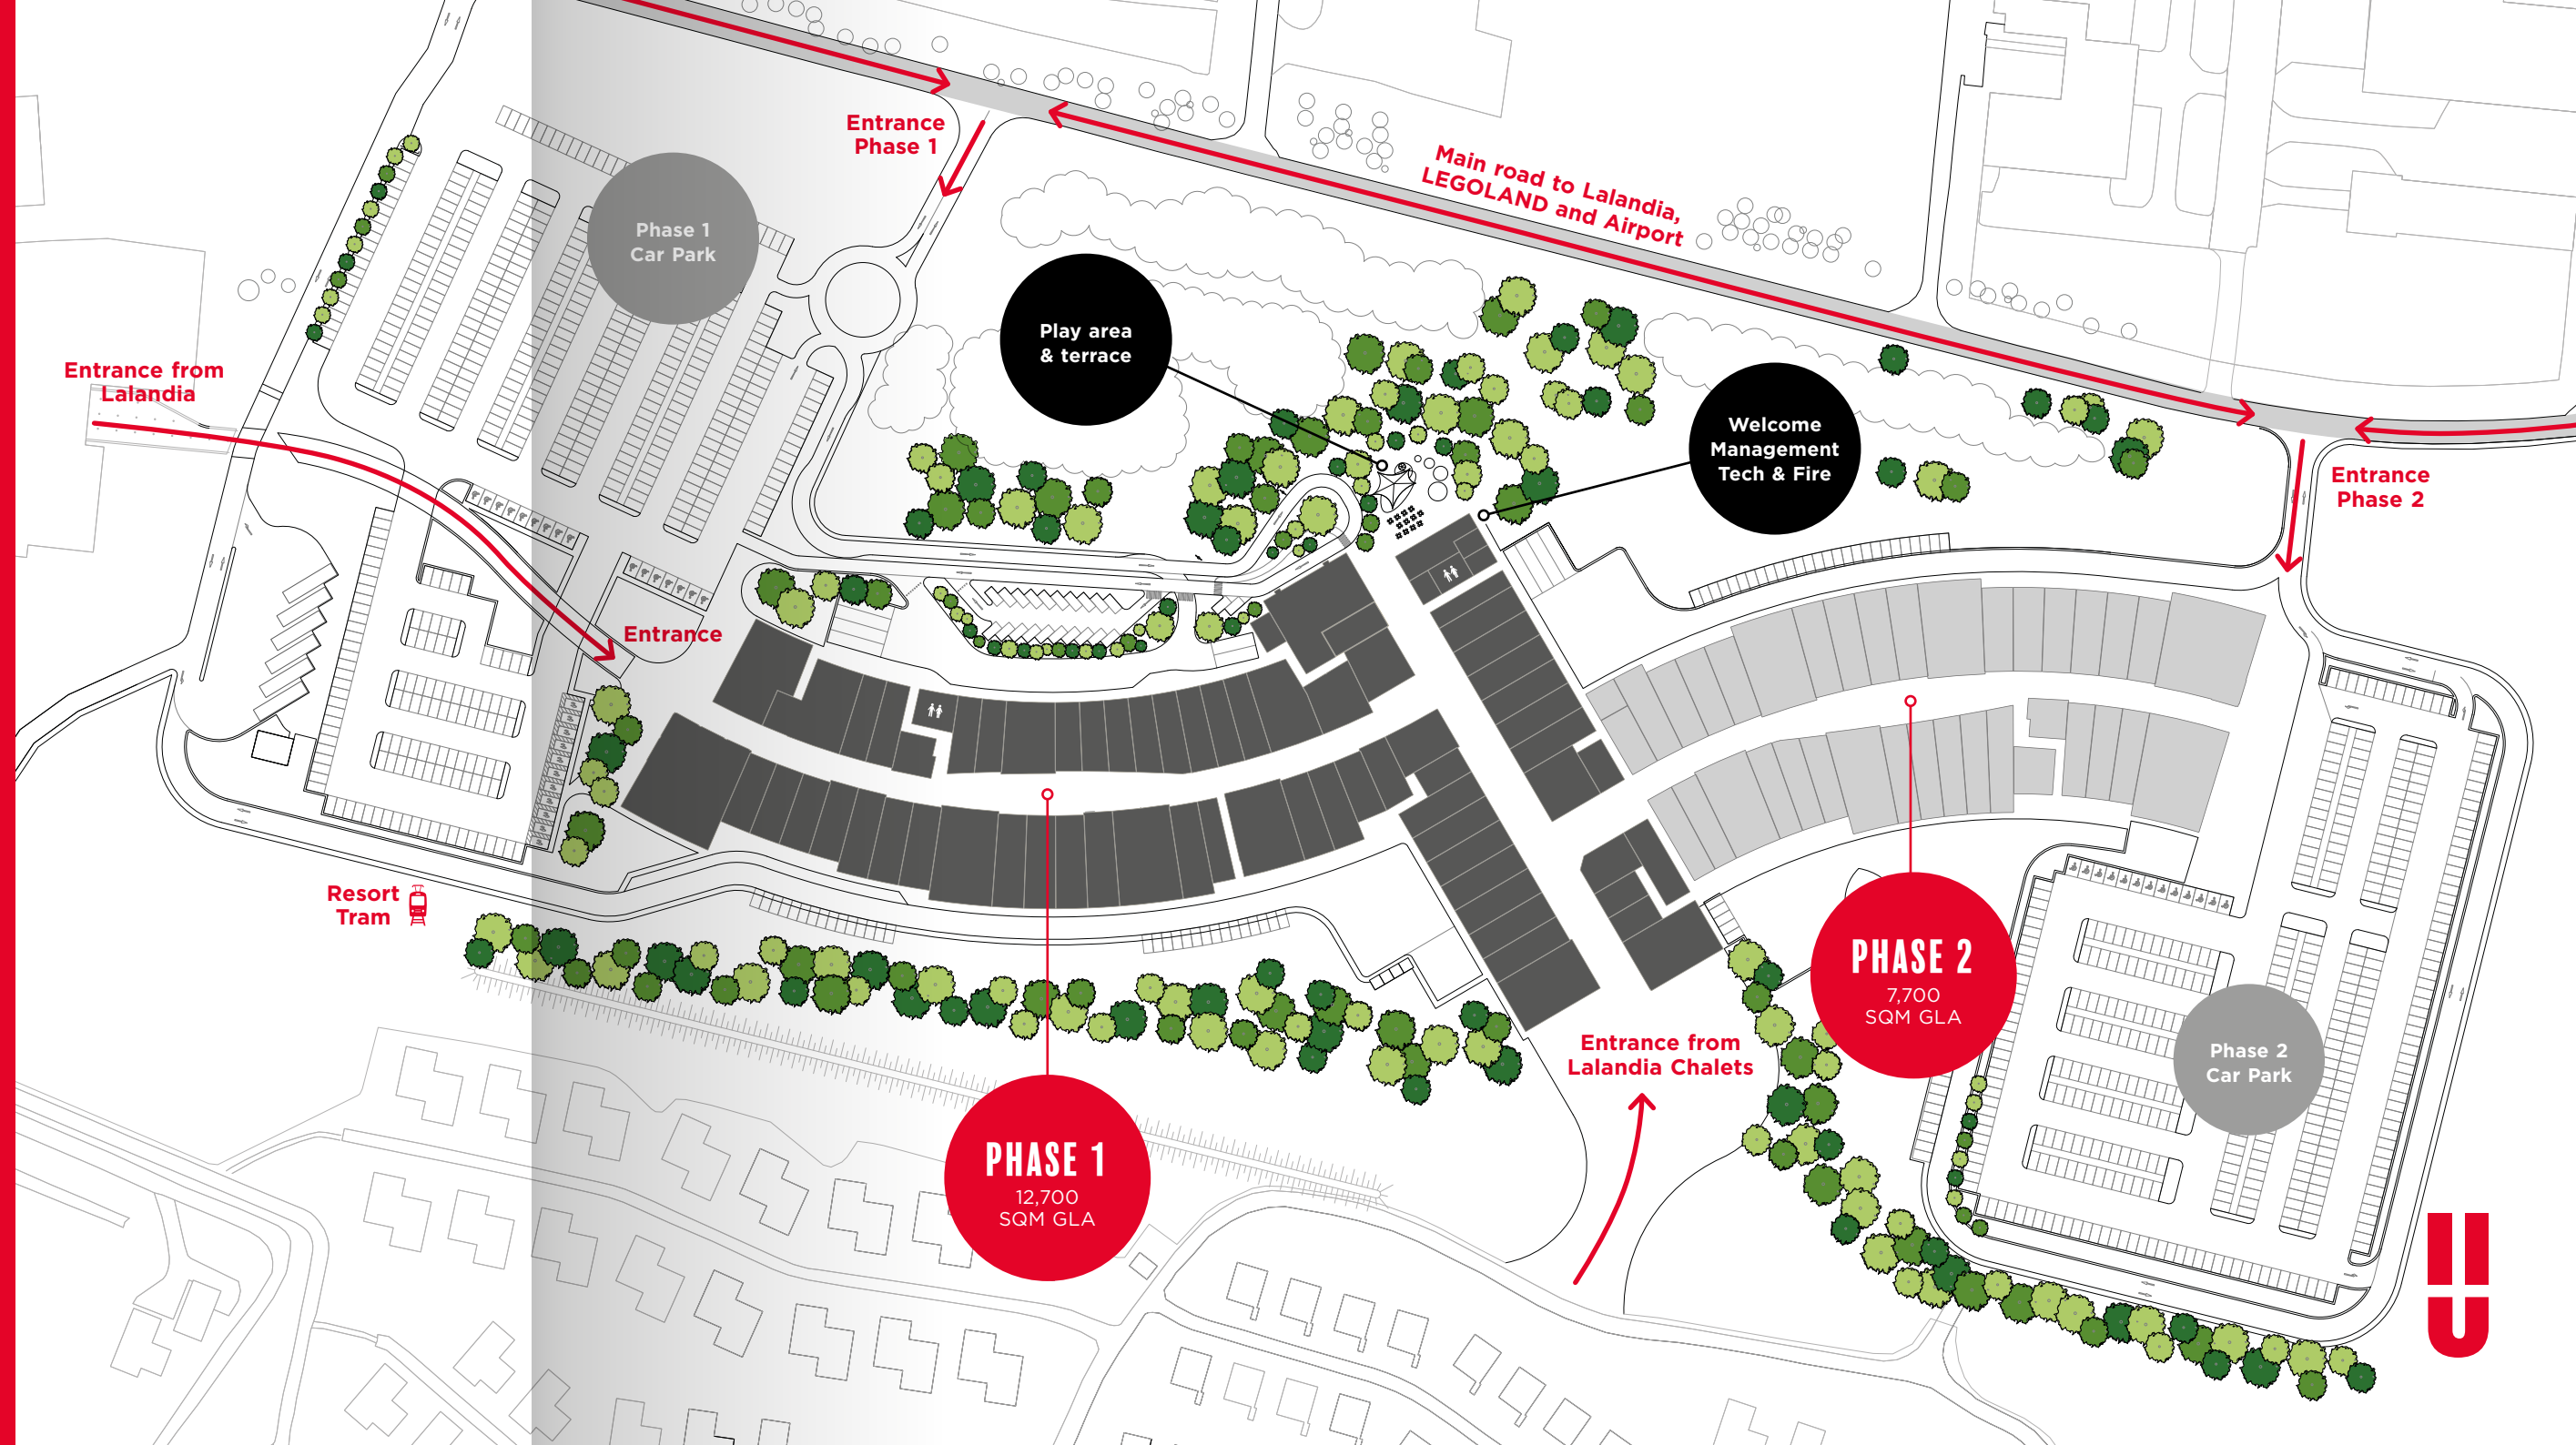 Entrance
Phase 1
Main road to Lalandia,
LEGOLAND and Airport
Phase 1
Car Park
Play area
& terrace
Entrance from
Lalandia
Welcome
Management
Tech & Fire
Entrance
Phase 2
Entrance
Resort
Tram
PHASE 2
7,700
SQM GLA
Entrance from
Lalandia Chalets
Phase 2
Car Park
PHASE 1
12,700
SQM GLA